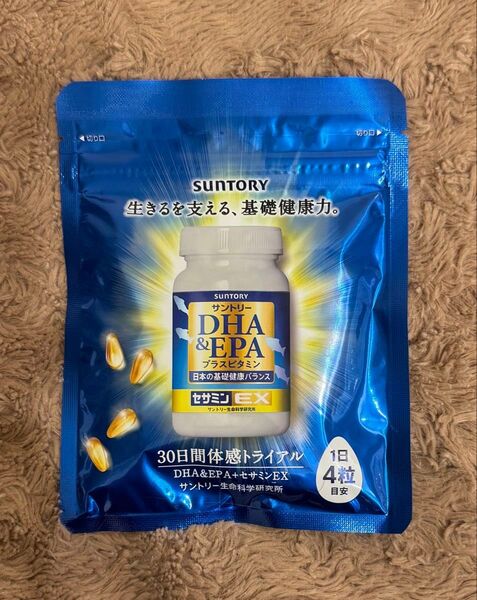 ◀切り口
切り口▷
SUNTORY
生きるを支える、基礎健康力。
SUNTORY
サントリー
DHA
&EPA
プラスビタミン
日本の基礎健康バランス
セサミンEX
サントリー生命科学研究所
30日間体感トライアル
DHA&EPA+セサミンEX
サントリー生命科学研究所
1日
4粒
目安